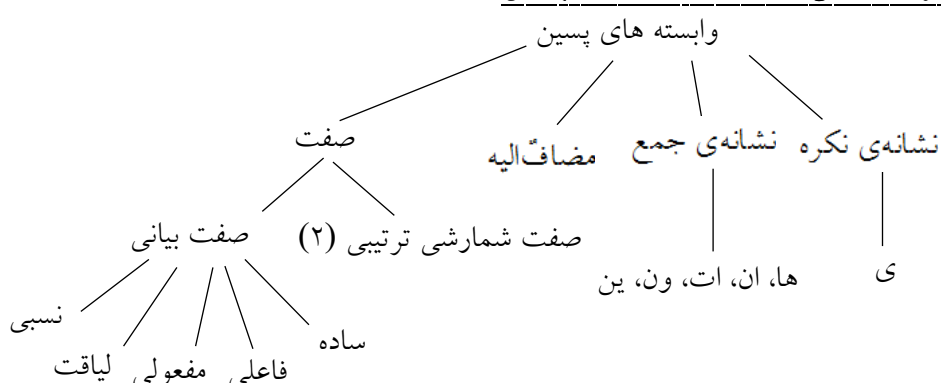 وابسته های پسین
نشانه‌ی نکره
نشانه‌ی جمع
مضافٌ‌الیه
صفت
ی
ها، ان، ات، ون، ین
صفت شمارشی ترتیبی (۲)
صفت بیانی
ساده
فاعلی
مفعولی
لیاقت
نسبی